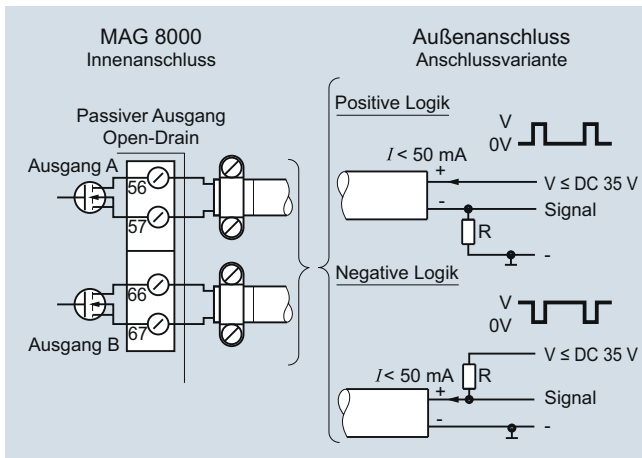 MAG 8000
Innenanschluss
Passiver Ausgang
Open-Drain
Ausgang A
56
57
66
67
Ausgang B
Außenanschluss
Anschlussvariante
Positive Logik
V
0V
I < 50 mA
+
V ≤ DC 35 V
-
Signal
R
-
Negative Logik
V
0V
V ≤ DC 35 V
I < 50 mA
R
+
Signal
-
-